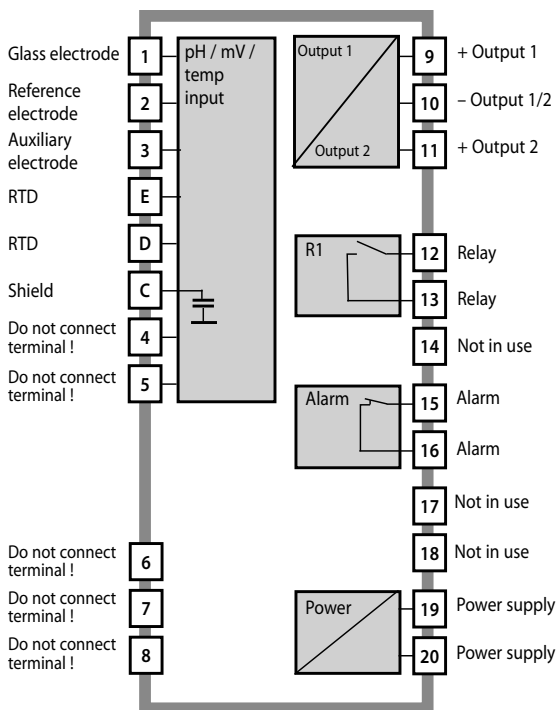 Glass electrode
1
pH / mV /
temp
input
Reference
electrode
2
Auxiliary
electrode
3
RTD
E
RTD
D
Shield
C
Do not connect
terminal !
4
Do not connect
terminal !
5
Do not connect
terminal !
6
Do not connect
terminal !
7
Do not connect
terminal !
8
Output 1
Output 2
9
+ Output 1
10
– Output 1/2
11
+ Output 2
R1
12
Relay
13
Relay
14
Not in use
Alarm
15
Alarm
16
Alarm
17
Not in use
18
Not in use
Power
19
Power supply
20
Power supply